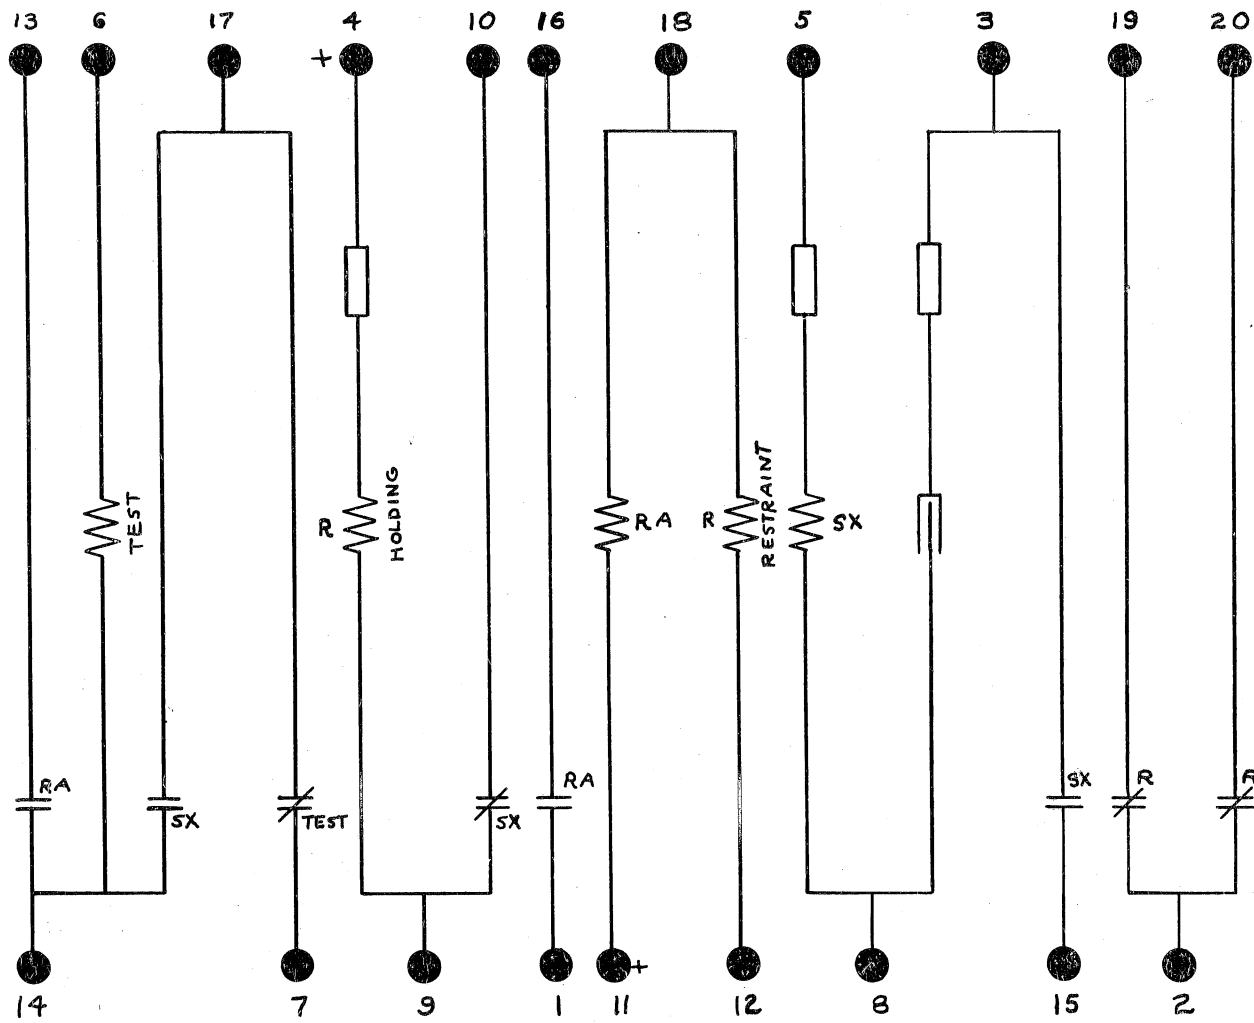 13 6 17 4 10 16 18 5 3 19 20
+
TEST
R
HOLDING
RA
R
RESTRAINT
SX
RA
SX
TEST
SX
RA
SX
R
R
+
14 7 9 1 11 12 8 15 2